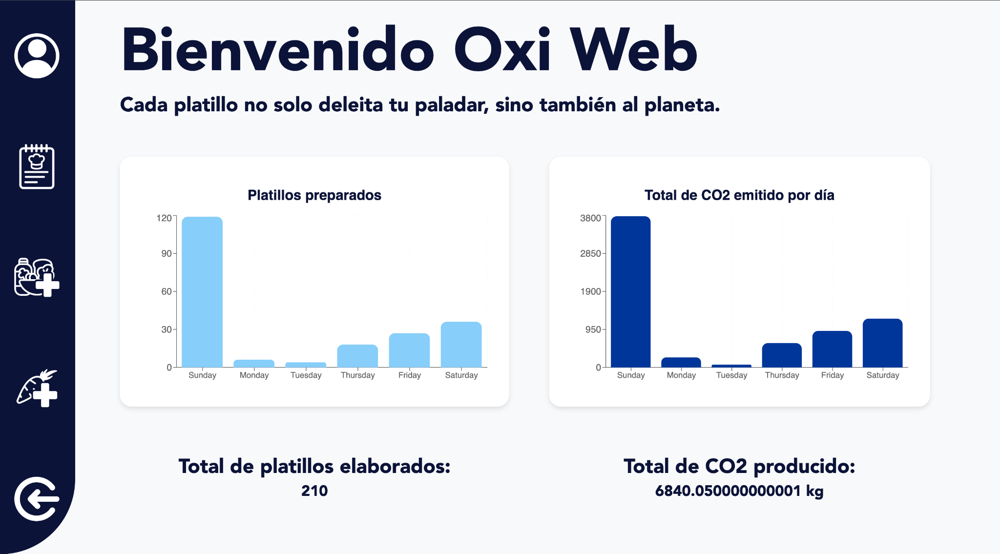 Bienvenido Oxi Web
Cada platillo no solo deleita tu paladar, sino también al planeta.
Platillos preparados
120
90
60
30
0
Sunday Monday Tuesday Thursday Friday Saturday
Total de CO2 emitido por día
3800
2850
1900
950
0
Sunday Monday Tuesday Thursday Friday Saturday
Total de platillos elaborados:
210
Total de CO2 producido:
6840.050000000001 kg